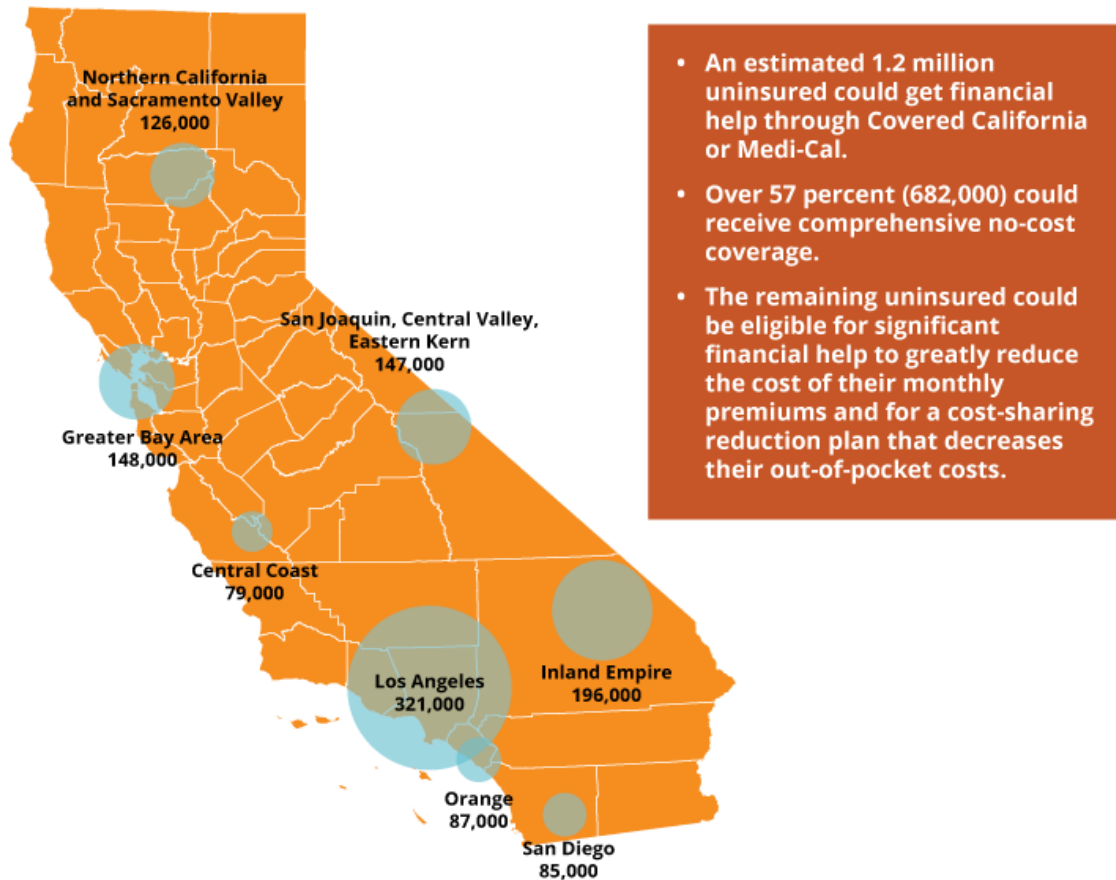 Northern California
and Sacramento Valley
126,000
San Joaquin, Central Valley,
Eastern Kern
147,000
Greater Bay Area
148,000
Central Coast
79,000
Los Angeles
321,000
Inland Empire
196,000
Orange
87,000
San Diego
85,000
• An estimated 1.2 million
uninsured could get financial
help through Covered California
or Medi-Cal.
• Over 57 percent (682,000) could
receive comprehensive no-cost
coverage.
• The remaining uninsured could
be eligible for significant
financial help to greatly reduce
the cost of their monthly
premiums and for a cost-sharing
reduction plan that decreases
their out-of-pocket costs.